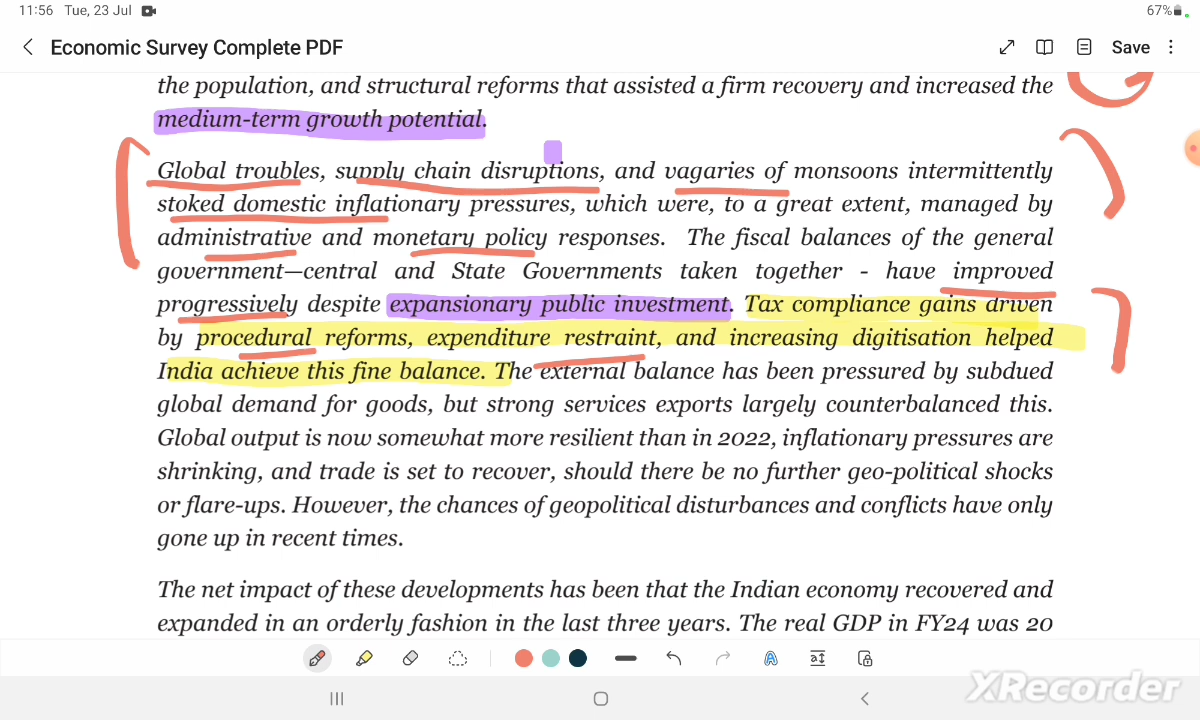 11:56 Tue, 23 Jul
67%
Economic Survey Complete PDF
Save
the population, and structural reforms that assisted a firm recovery and increased the
medium-term growth potential.
Global troubles, supply chain disruptions, and vagaries of monsoons intermittently
stoked domestic inflationary pressures, which were, to a great extent, managed by
administrative and monetary policy responses. The fiscal balances of the general
government—central and State Governments taken together - have improved
progressively despite expansionary public investment. Tax compliance gains driven
by procedural reforms, expenditure restraint, and increasing digitisation helped
India achieve this fine balance. The external balance has been pressured by subdued
global demand for goods, but strong services exports largely counterbalanced this.
Global output is now somewhat more resilient than in 2022, inflationary pressures are
shrinking, and trade is set to recover, should there be no further geo-political shocks
or flare-ups. However, the chances of geopolitical disturbances and conflicts have only
gone up in recent times.
The net impact of these developments has been that the Indian economy recovered and
expanded in an orderly fashion in the last three years. The real GDP in FY24 was 20
XRecorder